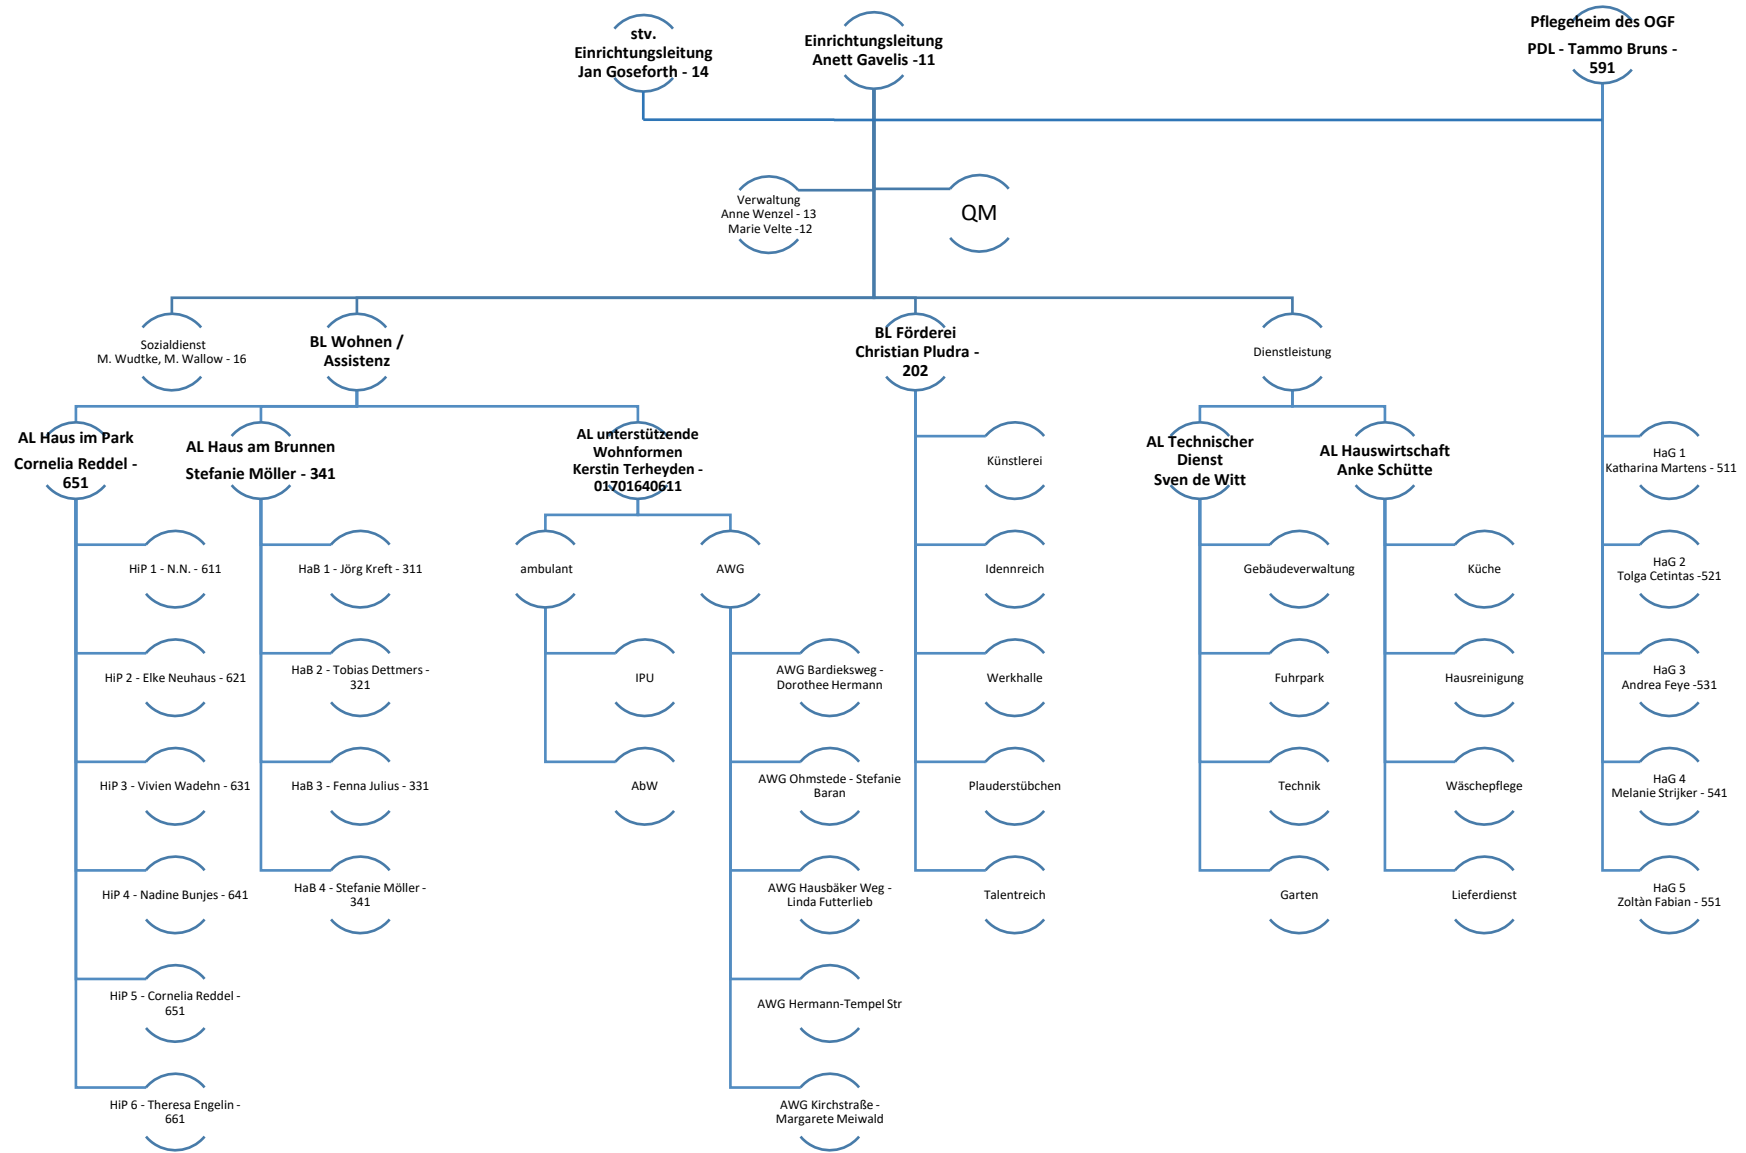 stv.
Einrichtungsleitung
Jan Goseforth - 14
Einrichtungsleitung
Anett Gavelis -11
Pflegeheim des OGF
PDL - Tammo Bruns -
591
Verwaltung
Anne Wenzel - 13
Marie Velte -12
QM
Sozialdienst
M. Wudtke, M. Wallow - 16
BL Wohnen /
Assistenz
BL Förderei
Christian Pludra -
202
Dienstleistung
AL Haus im Park
Cornelia Reddel -
651
AL Haus am Brunnen
Stefanie Möller - 341
AL unterstützende
Wohnformen
Kerstin Terheyden -
01701640611
AL Technischer
Dienst
Sven de Witt
AL Hauswirtschaft
Anke Schütte
HiP 1 - N.N. - 611
HiP 2 - Elke Neuhaus - 621
HiP 3 - Vivien Wadehn - 631
HiP 4 - Nadine Bunjes - 641
HiP 5 - Cornelia Reddel -
651
HiP 6 - Theresa Engelin -
661
HaB 1 - Jörg Kreft - 311
HaB 2 - Tobias Dettmers -
321
HaB 3 - Fenna Julius - 331
HaB 4 - Stefanie Möller -
341
ambulant
IPU
AbW
AWG
AWG Bardieksweg -
Dorothee Hermann
AWG Ohmstede - Stefanie
Baran
AWG Hausbäker Weg -
Linda Futterlieb
AWG Hermann-Tempel Str
AWG Kirchstraße -
Margarete Meiwald
Künstlerei
Idennreich
Werkhalle
Plauderstübchen
Talentreich
Gebäudeverwaltung
Fuhrpark
Technik
Garten
Küche
Hausreinigung
Wäschepflege
Lieferdienst
HaG 1
Katharina Martens - 511
HaG 2
Tolga Cetintas -521
HaG 3
Andrea Feye -531
HaG 4
Melanie Strijker - 541
HaG 5
Zoltàn Fabian - 551